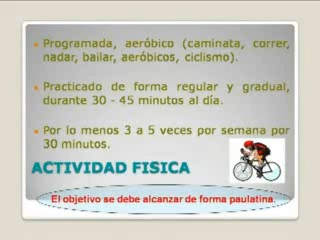 Programada, aeróbico (caminata, correr,
nadar, bailar, aeróbicos, ciclismo).
Practicado de forma regular y gradual,
durante 30 - 45 minutos al día.
Por lo menos 3 a 5 veces por semana por
30 minutos.
ACTIVIDAD FISICA
El objetivo se debe alcanzar de forma paulatina.